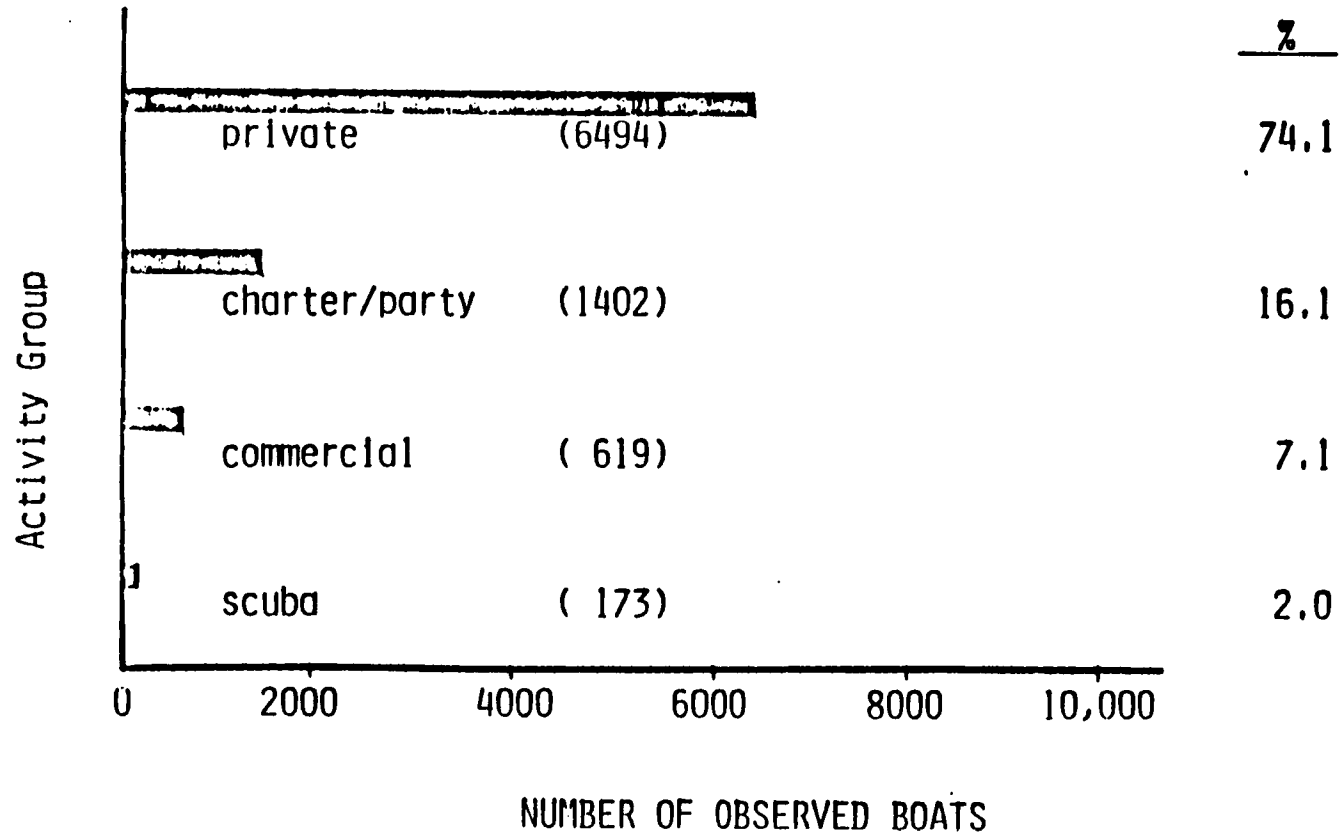 %
private (6494) 74.1
charter/party (1402) 16.1
Activity Group
commercial ( 619) 7.1
scuba ( 173) 2.0
0 2000 4000 6000 8000 10,000
NUMBER OF OBSERVED BOATS